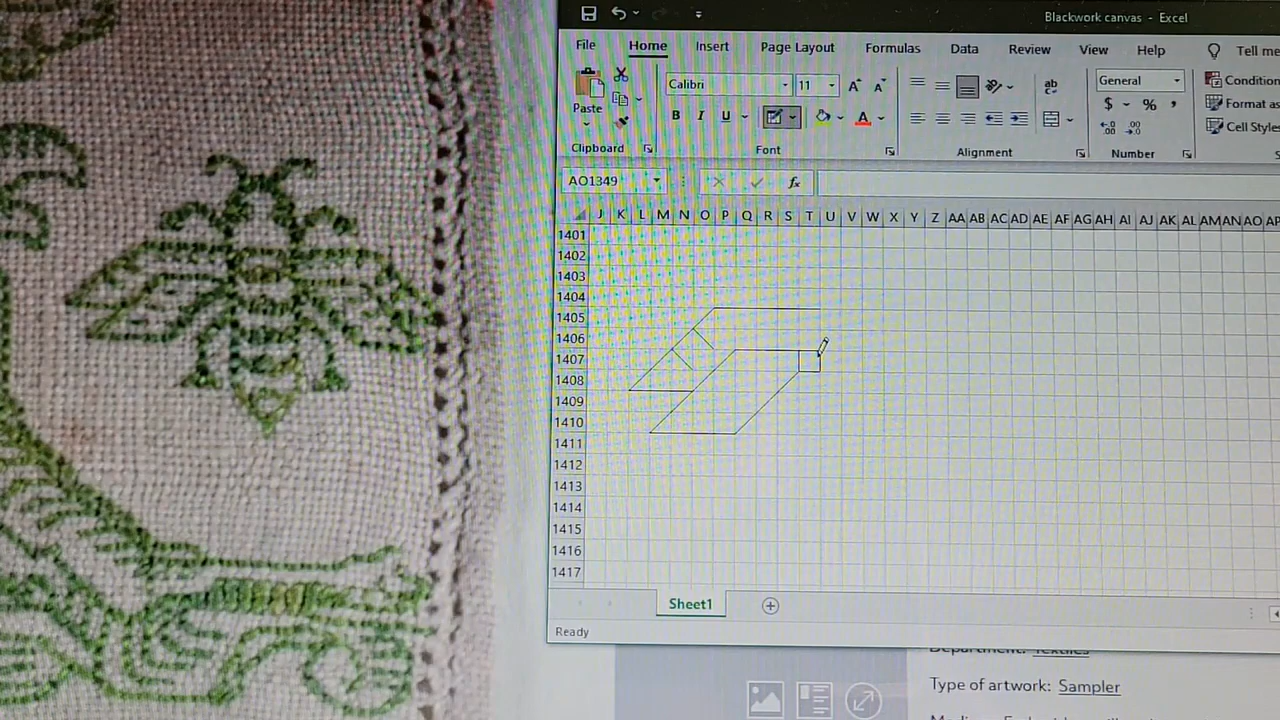 Blackwork canvas - Excel
File Home Insert Page Layout Formulas Data Review View Help Tell me
Calibri 11 General
Paste B I U $ % Condition
Format as
Cell Style
Clipboard Font Alignment Number
AO1349 fx
J K L M N O P Q R S T U V W X Y Z AA AB AC AD AE AF AG AH AI AJ AK AL AM AN AO AP
1401
1402
1403
1404
1405
1406
1407
1408
1409
1410
1411
1412
1413
1414
1415
1416
1417
Sheet1
Ready
Department: Textiles
Type of artwork: Sampler